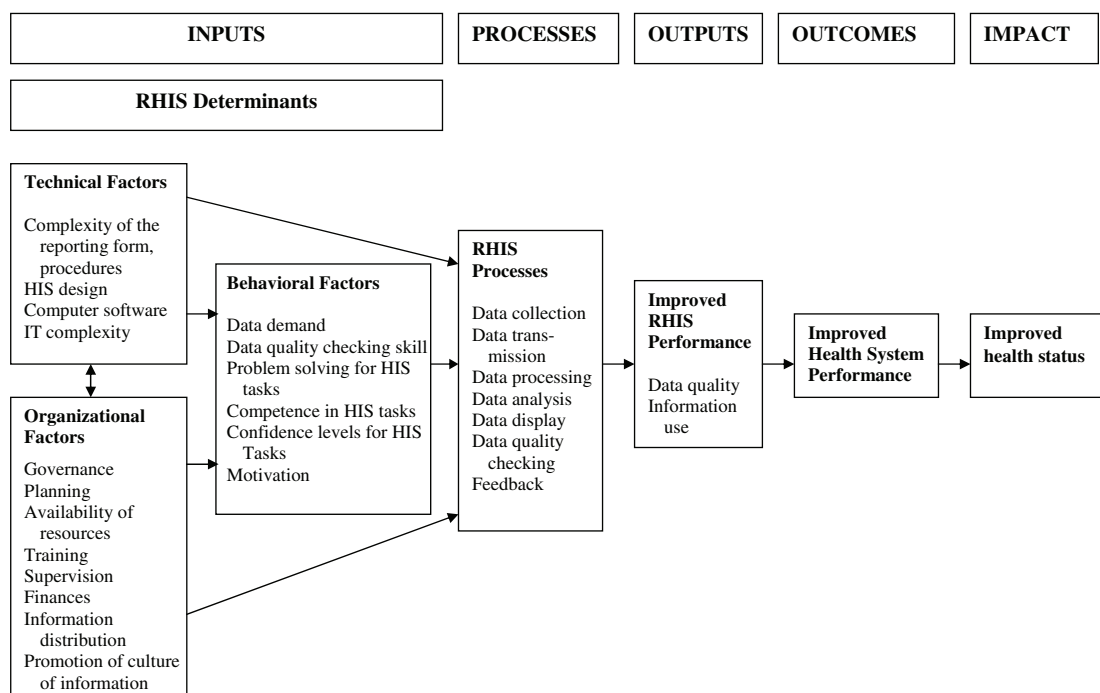 INPUTS
PROCESSES
OUTPUTS
OUTCOMES
IMPACT
RHIS Determinants
Technical Factors
Complexity of the
reporting form,
procedures
HIS design
Computer software
IT complexity
Organizational
Factors
Governance
Planning
Availability of
resources
Training
Supervision
Finances
Information
distribution
Promotion of culture
of information
Behavioral Factors
Data demand
Data quality checking skill
Problem solving for HIS
tasks
Competence in HIS tasks
Confidence levels for HIS
Tasks
Motivation
RHIS
Processes
Data collection
Data trans-
mission
Data processing
Data analysis
Data display
Data quality
checking
Feedback
Improved
RHIS
Performance
Data quality
Information
use
Improved
Health System
Performance
Improved
health status